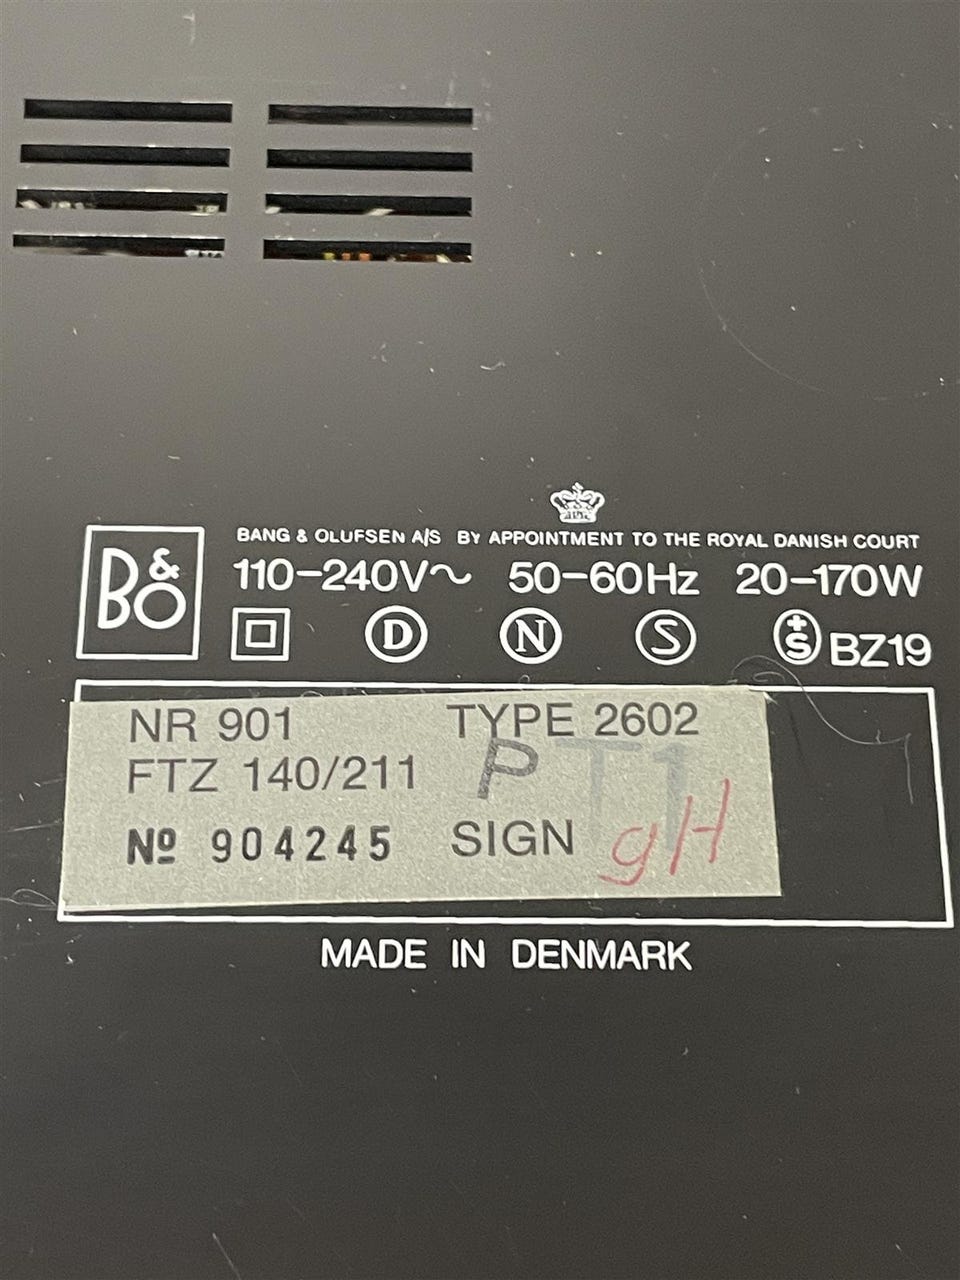 BANG & OLUFSEN A/S BY APPOINTMENT TO THE ROYAL DANISH COURT
B&O
110–240V~ 50–60Hz 20–170W
D N S +S BZ19
NR 901 TYPE 2602
FTZ 140/211 P T1
Nº 904245 SIGN gH
MADE IN DENMARK